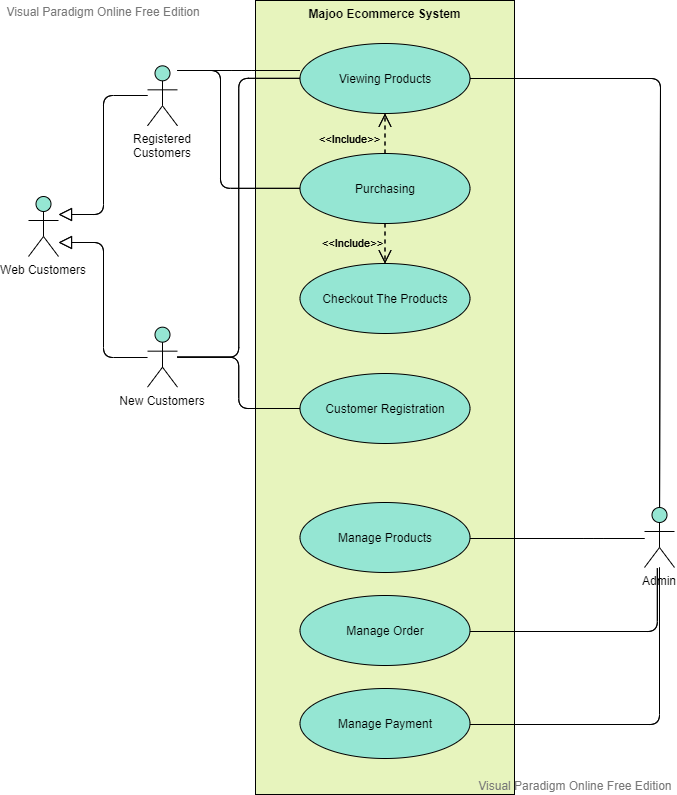 Visual Paradigm Online Free Edition
Majoo Ecommerce System
Viewing Products
Registered
Customers
<<Include>>
Purchasing
Web Customers
<<Include>>
Checkout The Products
New Customers
Customer Registration
Manage Products
Admin
Manage Order
Manage Payment
Visual Paradigm Online Free Edition